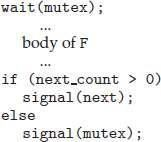 wait(mutex);
...
body of F
...
if (next_count > 0)
signal(next);
else
signal(mutex);